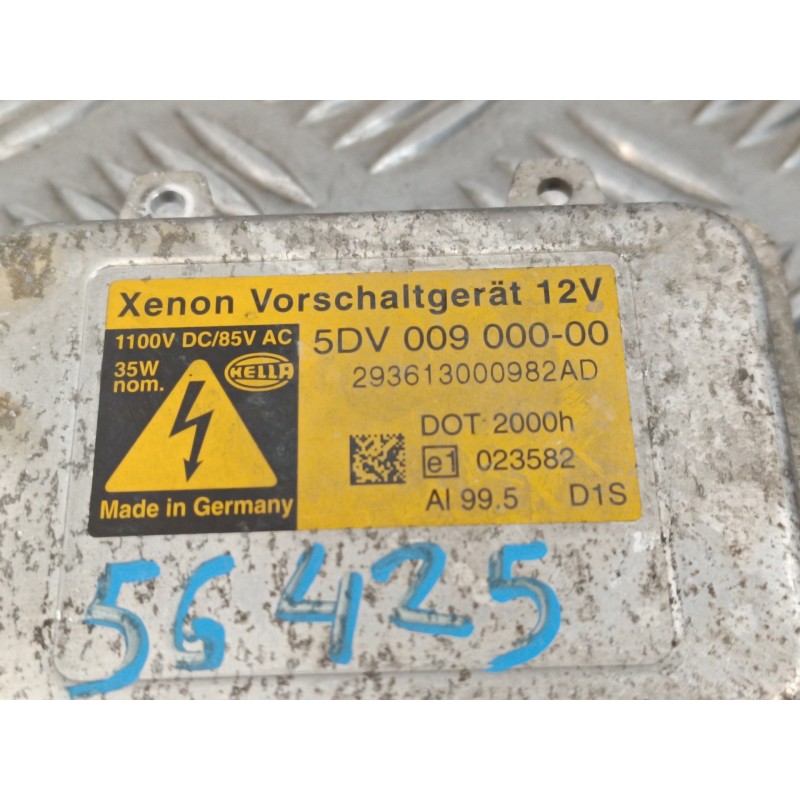 Xenon Vorschaltgerät 12V
1100V DC/85V AC
35W
nom.
HELLA
Made in Germany
5DV 009 000-00
293613000982AD
DOT 2000h
e1 023582
Al 99.5 D1S
56425